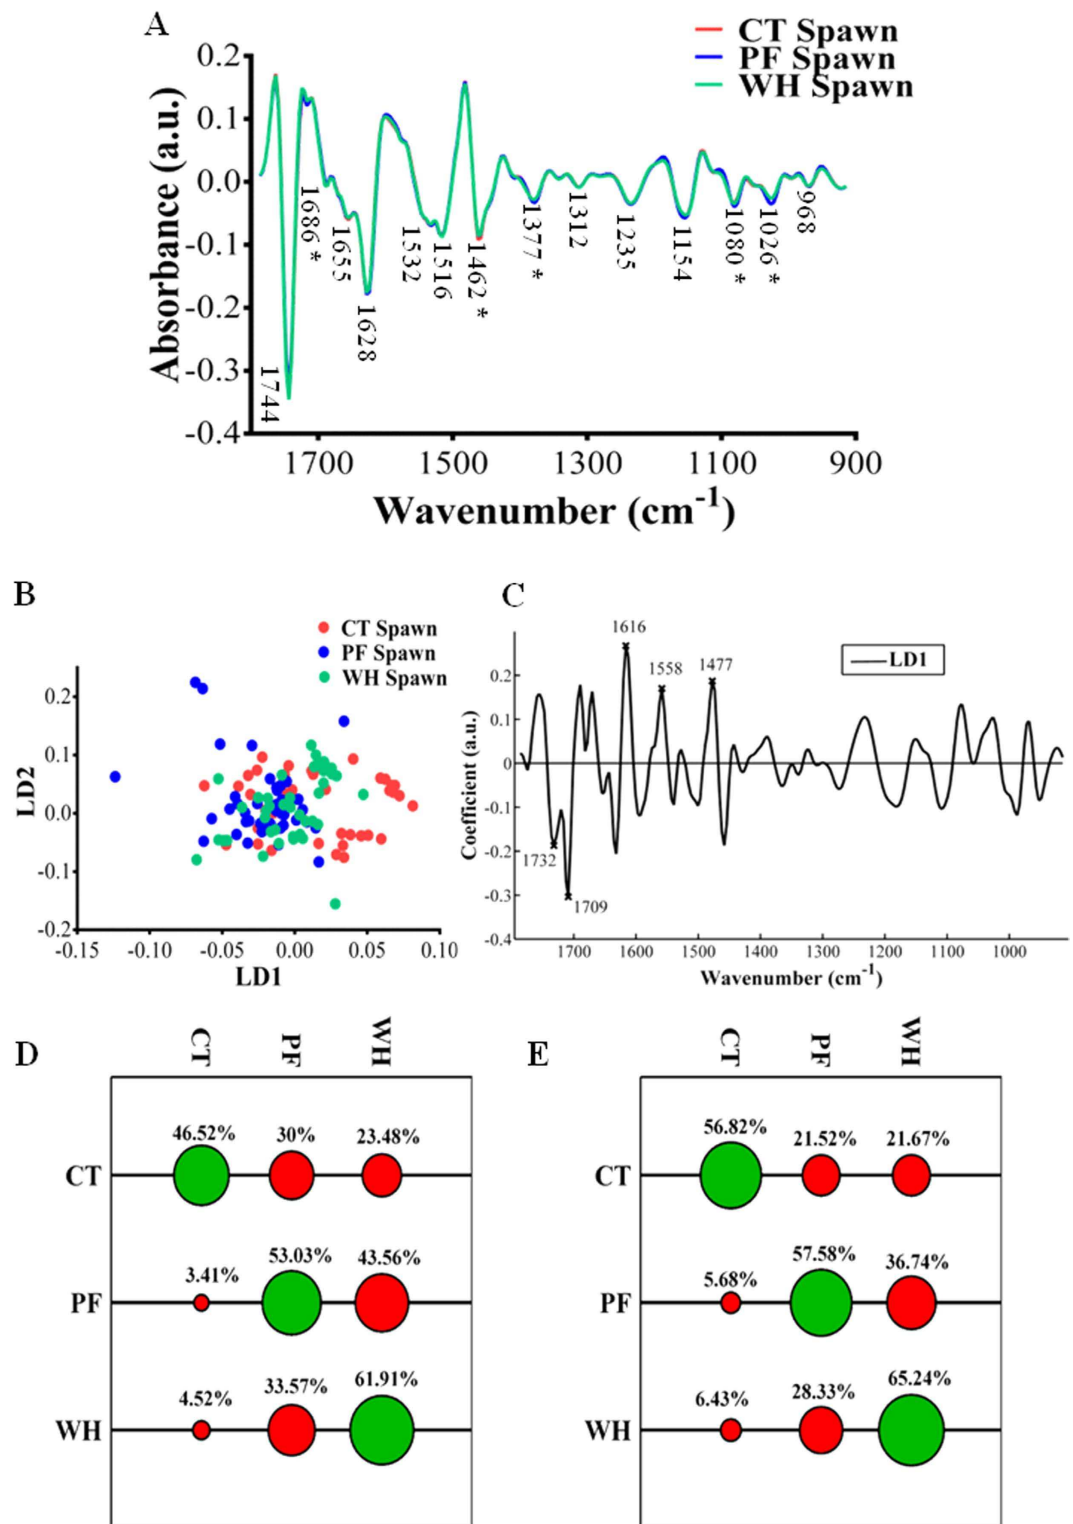 A
CT Spawn
PF Spawn
WH Spawn
0.2
0.1
0.0
-0.1
-0.2
-0.3
-0.4
Absorbance (a.u.)
1744
1686 *
1655
1628
1532
1516
1462 *
1377 *
1312
1235
1154
1080 *
1026 *
968
1700 1500 1300 1100 900
Wavenumber (cm-1)
B
CT Spawn
PF Spawn
WH Spawn
0.2
0.1
0.0
-0.1
-0.2
LD2
-0.15 -0.10 -0.05 0.00 0.05 0.10
LD1
C
1616
1558
1477
LD1
0.2
0.1
0
-0.1
-0.2
-0.3
-0.4
Coefficient (a.u.)
1732
1709
1700 1600 1500 1400 1300 1200 1100 1000
Wavenumber (cm-1)
D
CT PF WH
46.52% 30% 23.48%
CT
3.41% 53.03% 43.56%
PF
4.52% 33.57% 61.91%
WH
E
CT PF WH
56.82% 21.52% 21.67%
CT
5.68% 57.58% 36.74%
PF
6.43% 28.33% 65.24%
WH